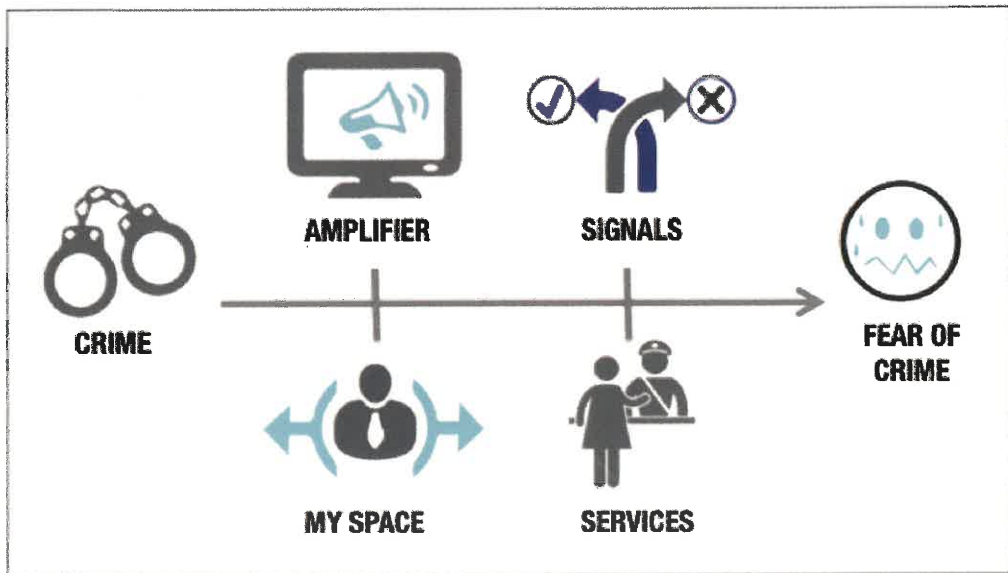 AMPLIFIER
SIGNALS
CRIME
FEAR OF
CRIME
MY SPACE
SERVICES